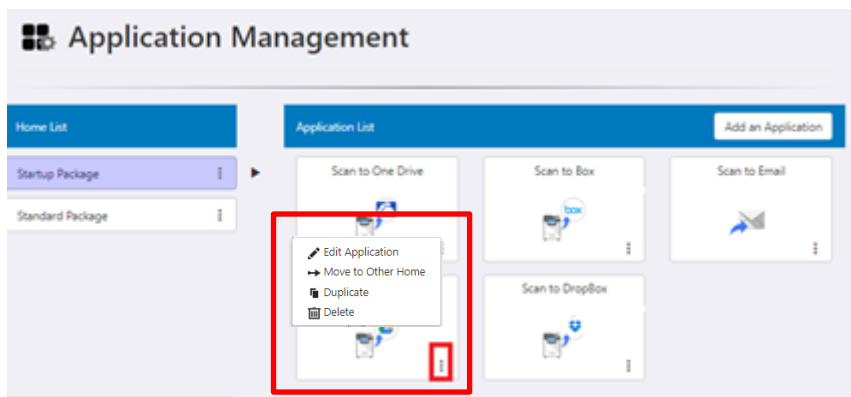 Application Management
Home List
Application List
Add an Application
Startup Package
Standard Package
Scan to One Drive
Scan to Box
box
Scan to Email
Edit Application
Move to Other Home
Duplicate
Delete
Scan to DropBox